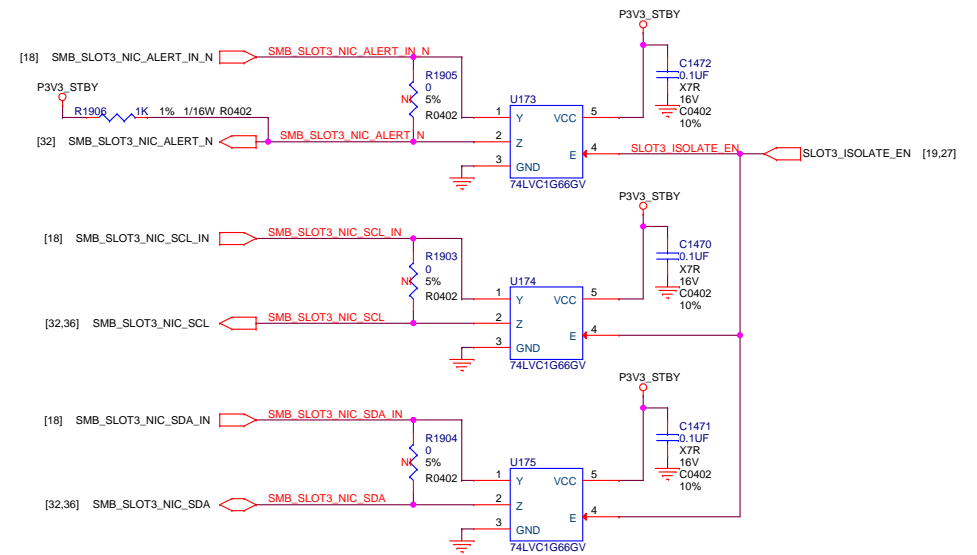 P3V3_STBY
[18] SMB_SLOT3_NIC_ALERT_IN_N SMB_SLOT3_NIC_ALERT_IN_N
C1472
0.1UF
X7R
16V
C0402
10%
R1905
0
NI 5%
R0402
P3V3_STBY
R1906 1K 1% 1/16W R0402
U173
1 Y VCC 5
[32] SMB_SLOT3_NIC_ALERT_N SMB_SLOT3_NIC_ALERT_N 2 Z
E 4 SLOT3_ISOLATE_EN SLOT3_ISOLATE_EN [19,27]
3 GND
74LVC1G66GV
P3V3_STBY
[18] SMB_SLOT3_NIC_SCL_IN SMB_SLOT3_NIC_SCL_IN
C1470
0.1UF
X7R
16V
C0402
10%
R1903
0
NI 5%
R0402
U174
1 Y VCC 5
[32,36] SMB_SLOT3_NIC_SCL SMB_SLOT3_NIC_SCL 2 Z
E 4
3 GND
74LVC1G66GV
P3V3_STBY
[18] SMB_SLOT3_NIC_SDA_IN SMB_SLOT3_NIC_SDA_IN
C1471
0.1UF
X7R
16V
C0402
10%
R1904
0
NI 5%
R0402
U175
1 Y VCC 5
[32,36] SMB_SLOT3_NIC_SDA SMB_SLOT3_NIC_SDA 2 Z
E 4
3 GND
74LVC1G66GV